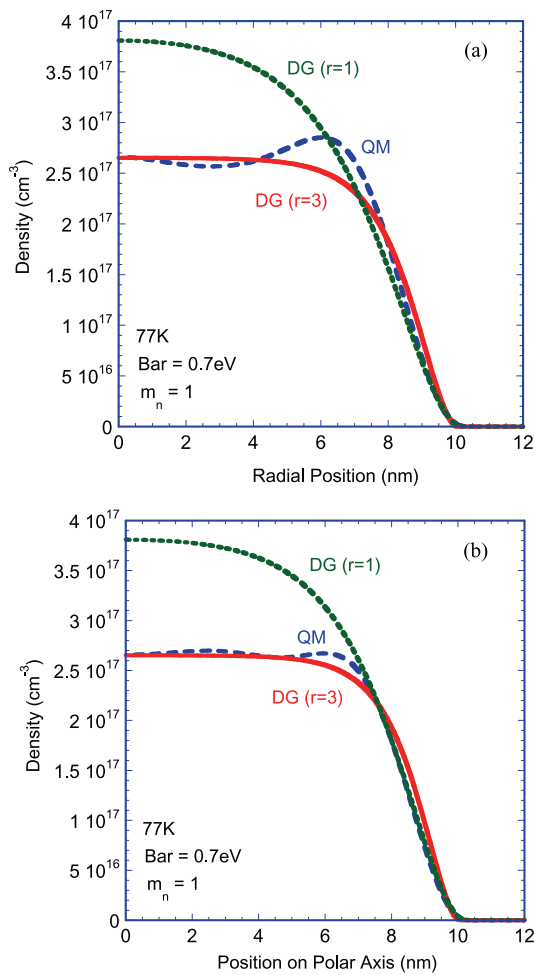 (a)
4 10^17
3.5 10^17
3 10^17
2.5 10^17
2 10^17
1.5 10^17
1 10^17
5 10^16
0
Density (cm^-3)
DG (r=1)
QM
DG (r=3)
77K
Bar = 0.7eV
m_n = 1
0 2 4 6 8 10 12
Radial Position (nm)
(b)
4 10^17
3.5 10^17
3 10^17
2.5 10^17
2 10^17
1.5 10^17
1 10^17
5 10^16
0
Density (cm^-3)
DG (r=1)
QM
DG (r=3)
77K
Bar = 0.7eV
m_n = 1
0 2 4 6 8 10 12
Position on Polar Axis (nm)